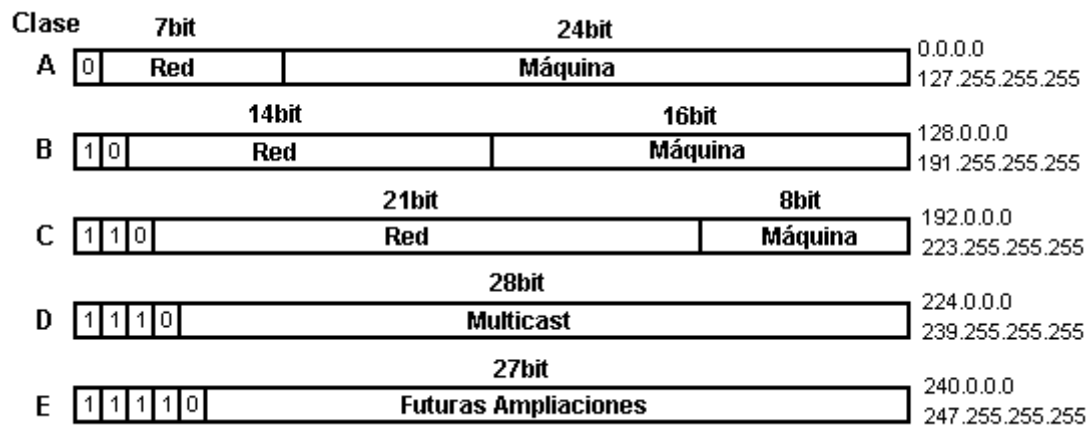 Clase
7bit 24bit
A 0 Red Máquina 0.0.0.0
127.255.255.255
14bit 16bit
B 1 0 Red Máquina 128.0.0.0
191.255.255.255
21bit 8bit
C 1 1 0 Red Máquina 192.0.0.0
223.255.255.255
28bit
D 1 1 1 0 Multicast 224.0.0.0
239.255.255.255
27bit
E 1 1 1 1 0 Futuras Ampliaciones 240.0.0.0
247.255.255.255